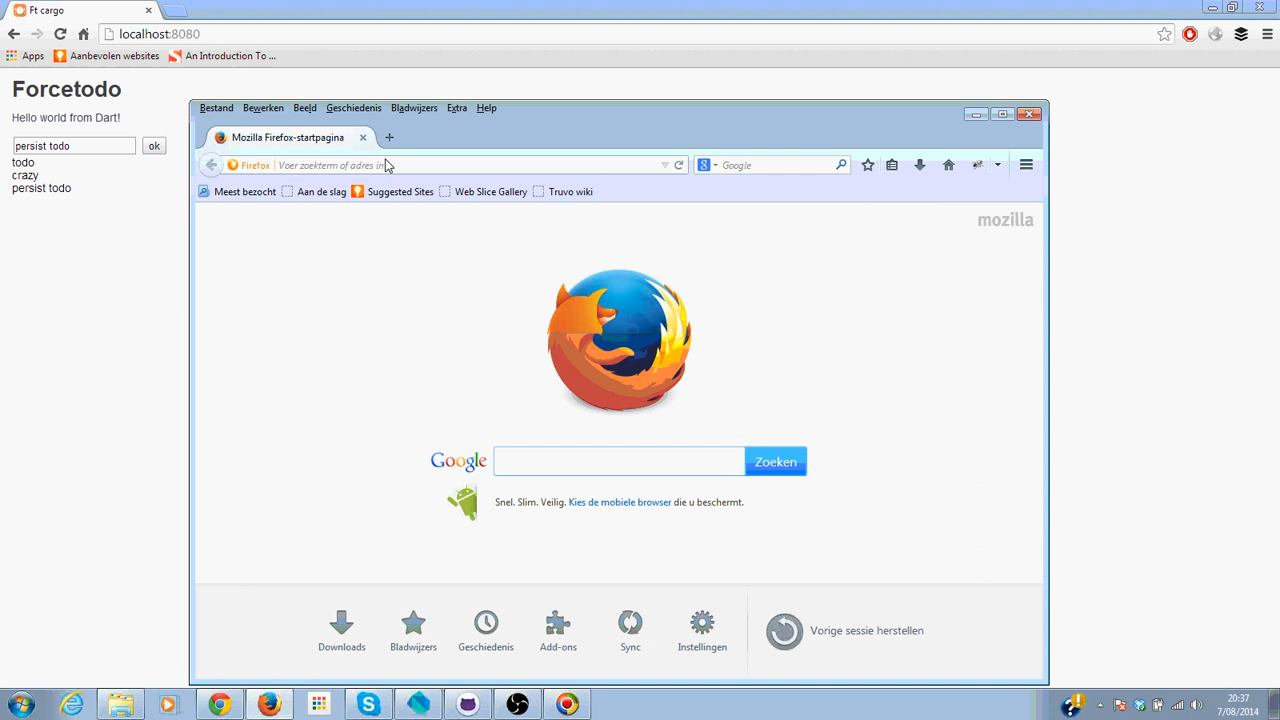 Ft cargo
localhost:8080
Apps Aanbevolen websites An Introduction To ...
Forcetodo
Hello world from Dart!
persist todo ok
todo
crazy
persist todo
Bestand Bewerken Beeld Geschiedenis Bladwijzers Extra Help
Mozilla Firefox-startpagina
Firefox Voer zoekterm of adres in
Google
Meest bezocht Aan de slag Suggested Sites Web Slice Gallery Truvo wiki
mozilla
Google Zoeken
Snel. Slim. Veilig. Kies de mobiele browser die u beschermt.
Downloads Bladwijzers Geschiedenis Add-ons Sync Instellingen
Vorige sessie herstellen
20:37
7/08/2014